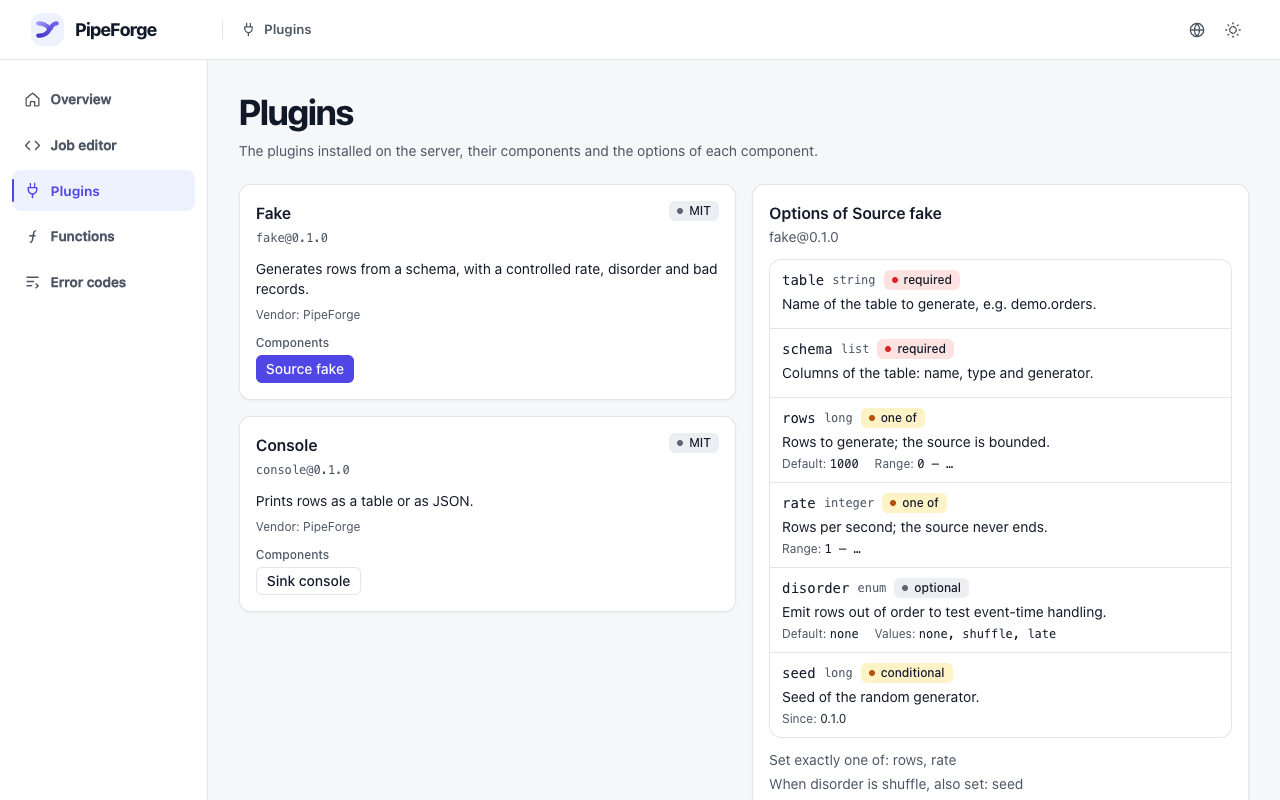 PipeForge
Plugins
Overview
Job editor
Plugins
Functions
Error codes
Plugins
The plugins installed on the server, their components and the options of each component.
Fake
MIT
fake@0.1.0
Generates rows from a schema, with a controlled rate, disorder and bad
records.
Vendor: PipeForge
Components
Source fake
Console
MIT
console@0.1.0
Prints rows as a table or as JSON.
Vendor: PipeForge
Components
Sink console
Options of Source fake
fake@0.1.0
table string required
Name of the table to generate, e.g. demo.orders.
schema list required
Columns of the table: name, type and generator.
rows long one of
Rows to generate; the source is bounded.
Default: 1000 Range: 0 — …
rate integer one of
Rows per second; the source never ends.
Range: 1 — …
disorder enum optional
Emit rows out of order to test event-time handling.
Default: none Values: none, shuffle, late
seed long conditional
Seed of the random generator.
Since: 0.1.0
Set exactly one of: rows, rate
When disorder is shuffle, also set: seed